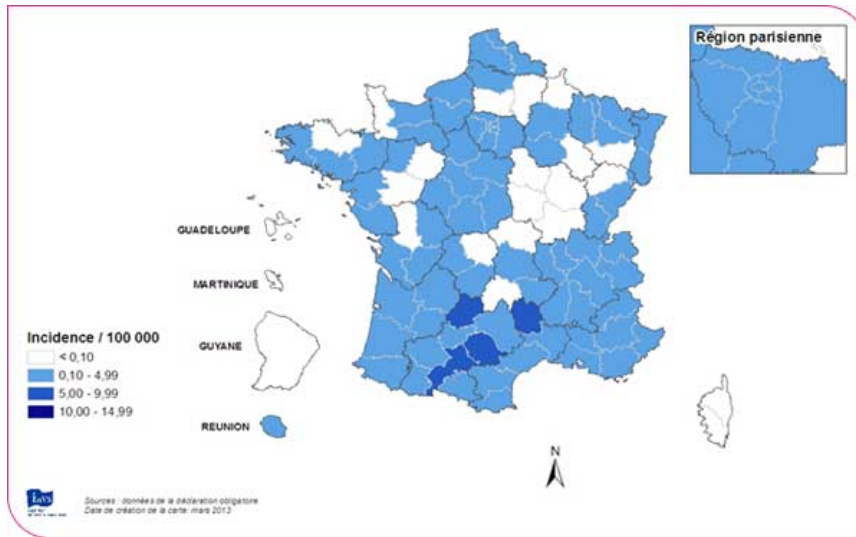 Région parisienne
GUADELOUPE
MARTINIQUE
GUYANE
REUNION
Incidence / 100 000
< 0,10
0,10 - 4,99
5,00 - 9,99
10,00 - 14,99
N
Sources : données de la déclaration obligatoire
Date de création de la carte: mars 2013